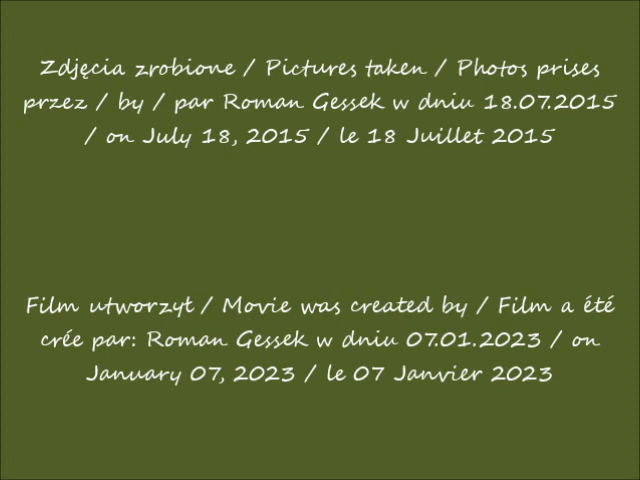 Zdjęcia zrobione / Pictures taken / Photos prises
przez / by / par Roman Gessek w dniu 18.07.2015
/ on July 18, 2015 / le 18 Juillet 2015
Film utworzył / Movie was created by / Film a été
crée par: Roman Gessek w dniu 07.01.2023 / on
January 07, 2023 / le 07 Janvier 2023